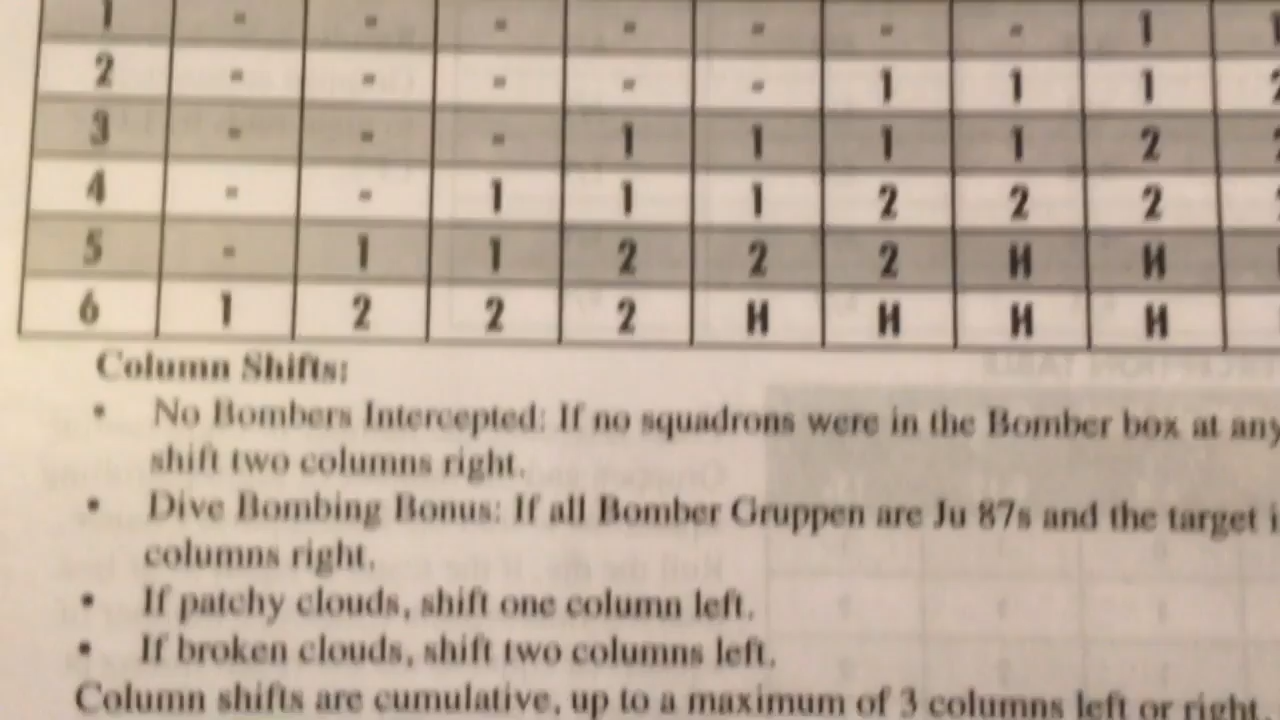 1 - - - - - - - 1
2 - - - - - 1 1 1 2
3 - - - 1 1 1 1 2
4 - - 1 1 1 2 2 2
5 - 1 1 2 2 2 H H
6 1 2 2 2 H H H H
Column Shifts:
• No Bombers Intercepted: If no squadrons were in the Bomber box at any
shift two columns right.
• Dive Bombing Bonus: If all Bomber Gruppen are Ju 87s and the target i
columns right.
• If patchy clouds, shift one column left.
• If broken clouds, shift two columns left.
Column shifts are cumulative, up to a maximum of 3 columns left or right.